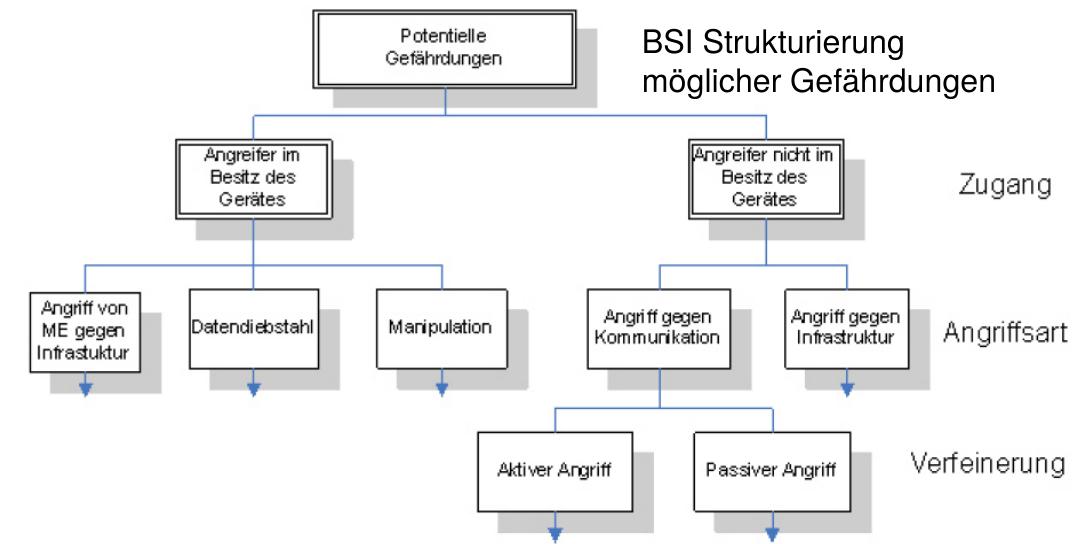 Potentielle
Gefährdungen
BSI Strukturierung
möglicher Gefährdungen
Angreifer im
Besitz des
Gerätes
Angreifer nicht im
Besitz des
Gerätes
Zugang
Angriff von
ME gegen
Infrastuktur
Datendiebstahl
Manipulation
Angriff gegen
Kommunikation
Angriff gegen
Infrastruktur
Angriffsart
Aktiver Angriff
Passiver Angriff
Verfeinerung